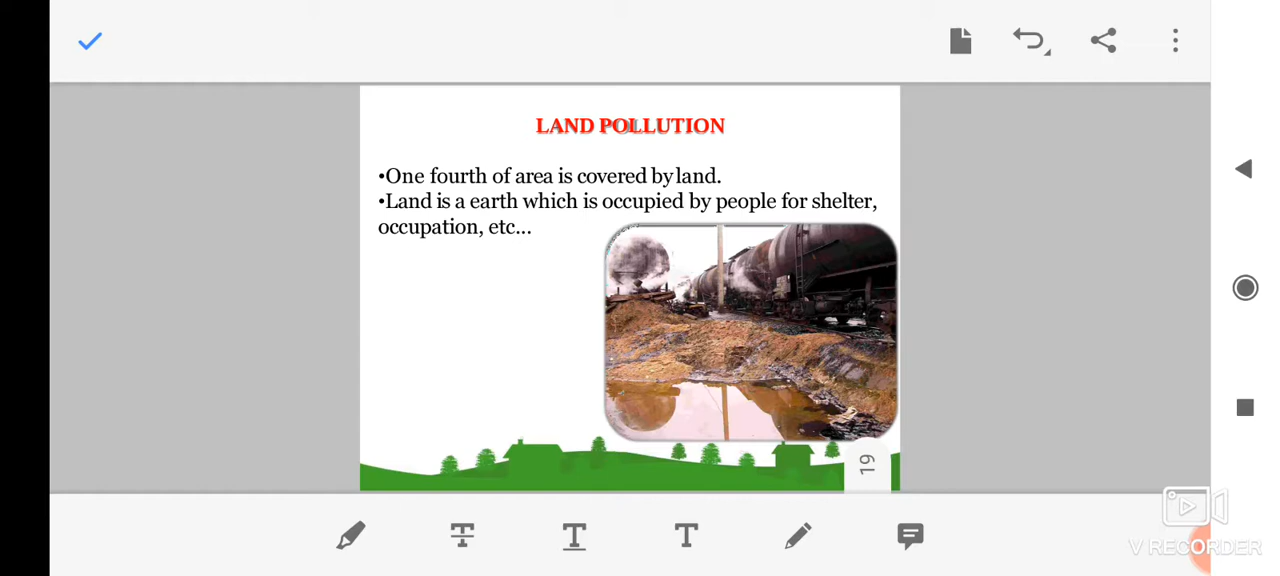 LAND POLLUTION
•One fourth of area is covered by land.
•Land is a earth which is occupied by people for shelter,
occupation, etc...
19
V RECORDER